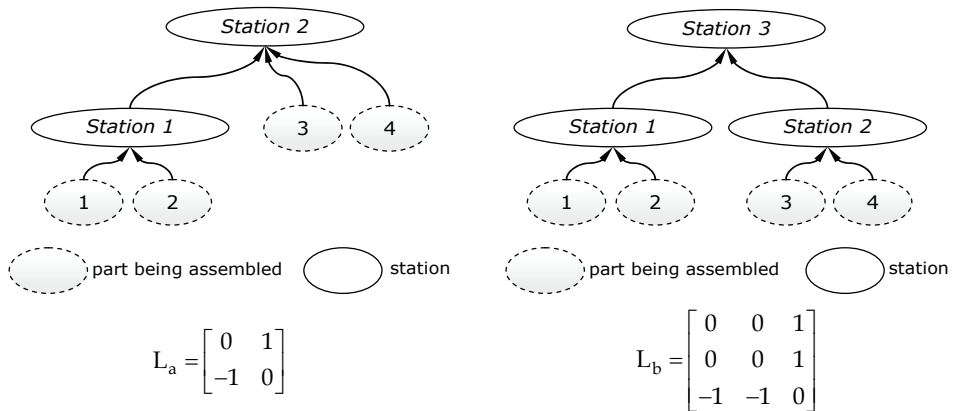 Station 2
Station 1
3
4
1
2
part being assembled
station
L_a = [0 1; -1 0]
Station 3
Station 1
Station 2
1
2
3
4
part being assembled
station
L_b = [0 0 1; 0 0 1; -1 -1 0]